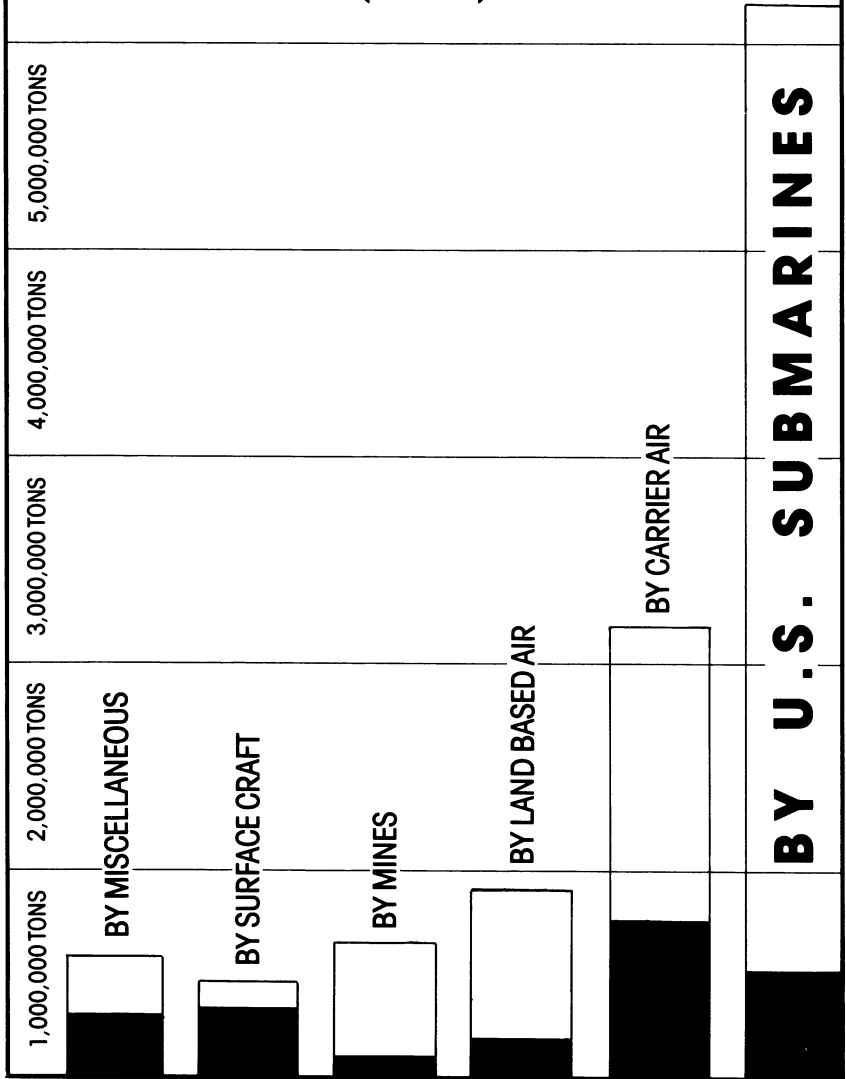 5,000,000 TONS
4,000,000 TONS
3,000,000 TONS
2,000,000 TONS
1,000,000 TONS
BY MISCELLANEOUS
BY SURFACE CRAFT
BY MINES
BY LAND BASED AIR
BY CARRIER AIR
BY U.S. SUBMARINES